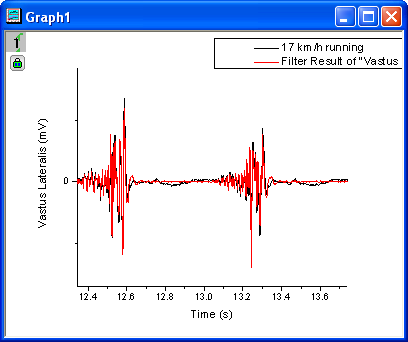 Graph1
17 km/h running
Filter Result of "Vastus
Vastus Lateralis (mV)
0
12.4 12.6 12.8 13.0 13.2 13.4 13.6
Time (s)